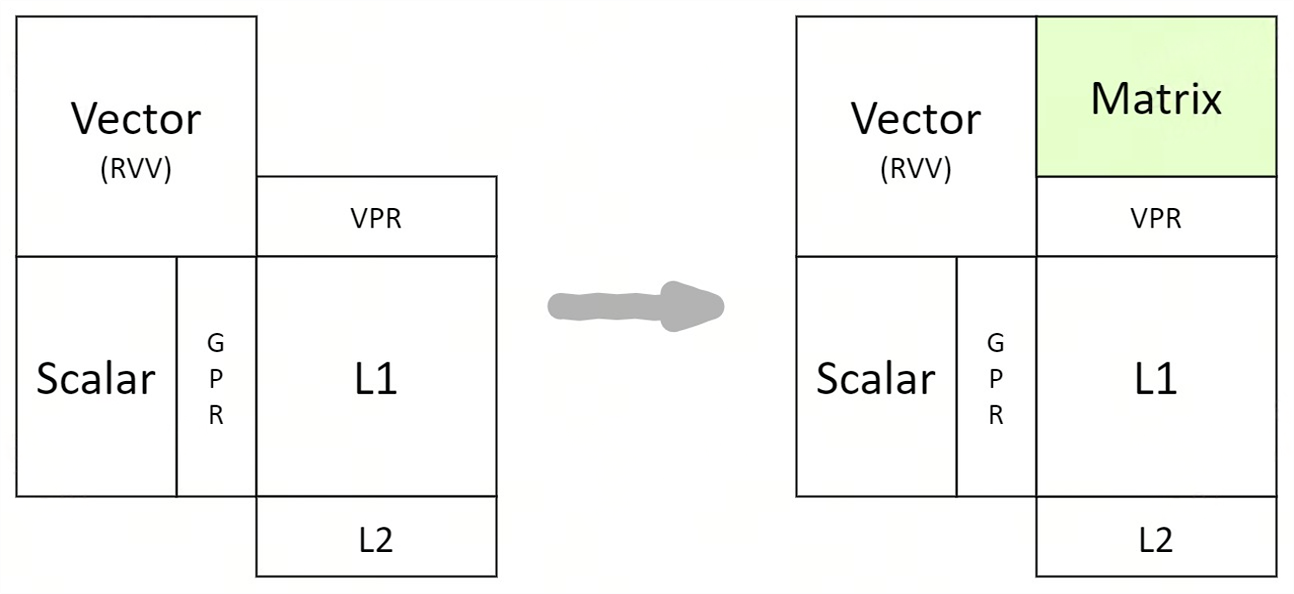 Vector
(RVV)
VPR
Scalar
G
P
R
L1
L2
Vector
(RVV)
Matrix
VPR
Scalar
G
P
R
L1
L2